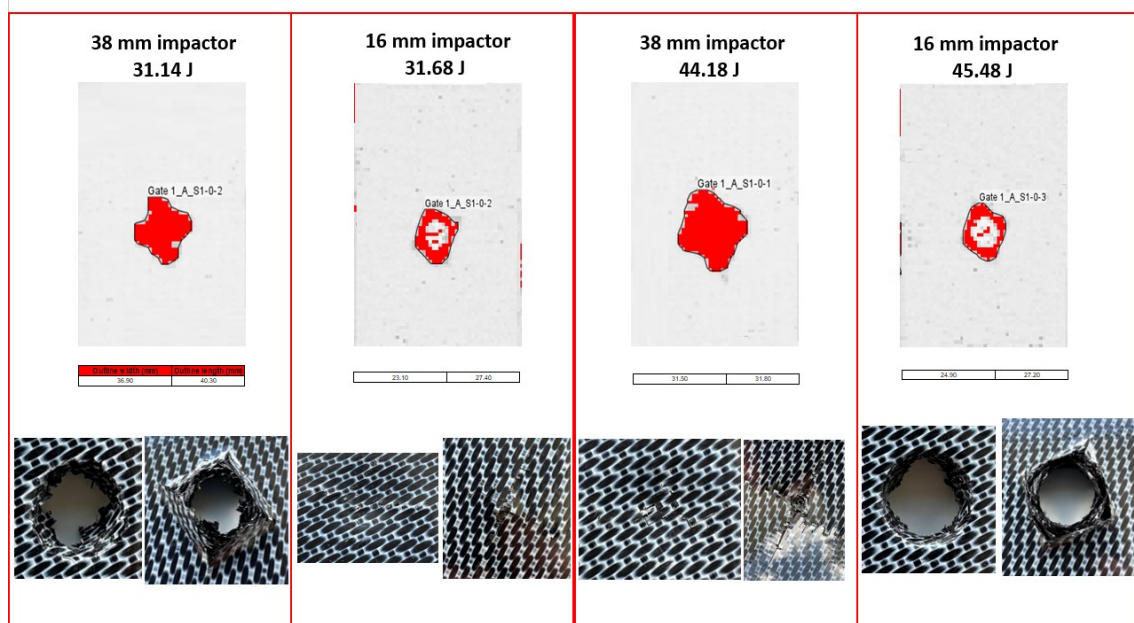 38 mm impactor
31.14 J
Gate 1_A_S1-0-2
Outline width (mm) Outline length (mm)
36.90 40.30
16 mm impactor
31.68 J
Gate 1_A_S1-0-2
23.10 27.40
38 mm impactor
44.18 J
Gate 1_A_S1-0-1
31.50 31.80
16 mm impactor
45.48 J
Gate 1_A_S1-0-3
24.90 27.20